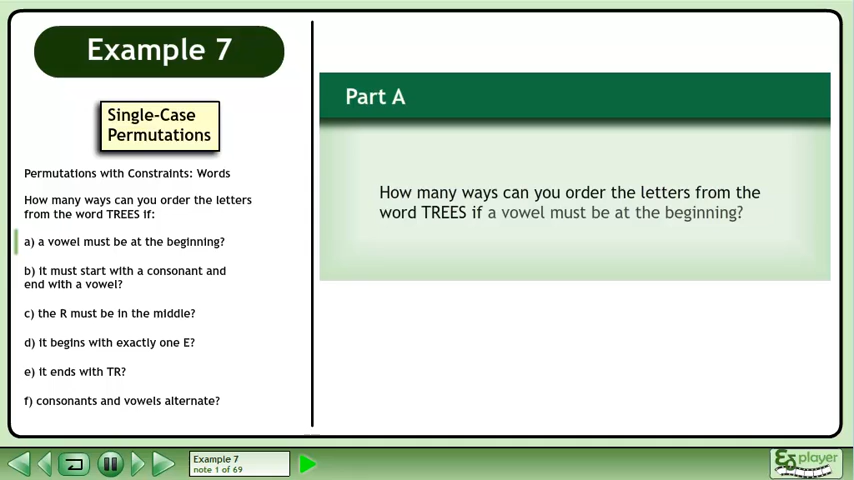 Example 7
Single-Case
Permutations
Permutations with Constraints: Words
How many ways can you order the letters
from the word TREES if:
a) a vowel must be at the beginning?
b) it must start with a consonant and
end with a vowel?
c) the R must be in the middle?
d) it begins with exactly one E?
e) it ends with TR?
f) consonants and vowels alternate?
Part A
How many ways can you order the letters from the
word TREES if a vowel must be at the beginning?
Example 7
note 1 of 69
player